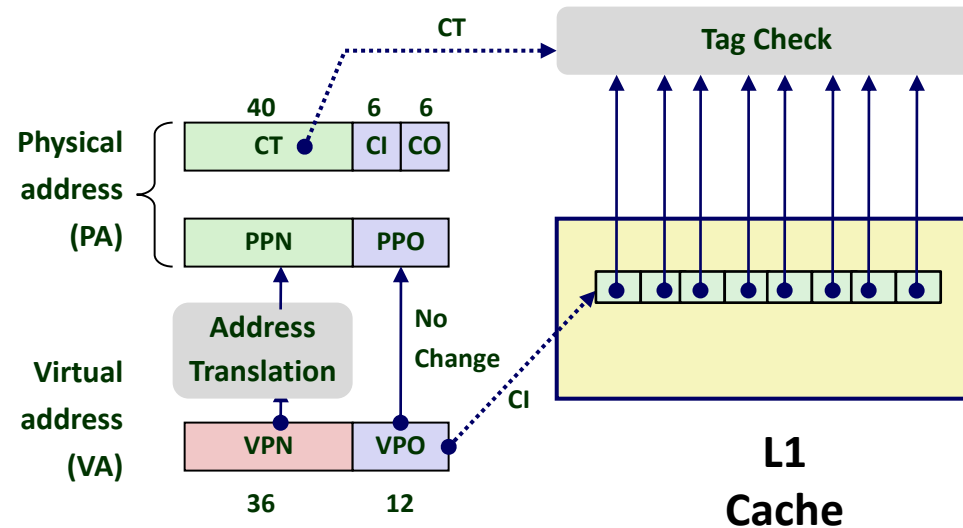 CT
Tag Check
40 6 6
Physical
address
(PA)
CT CI CO
PPN PPO
Address
Translation
No
Change
CI
Virtual
address
(VA)
VPN VPO
36 12
L1
Cache